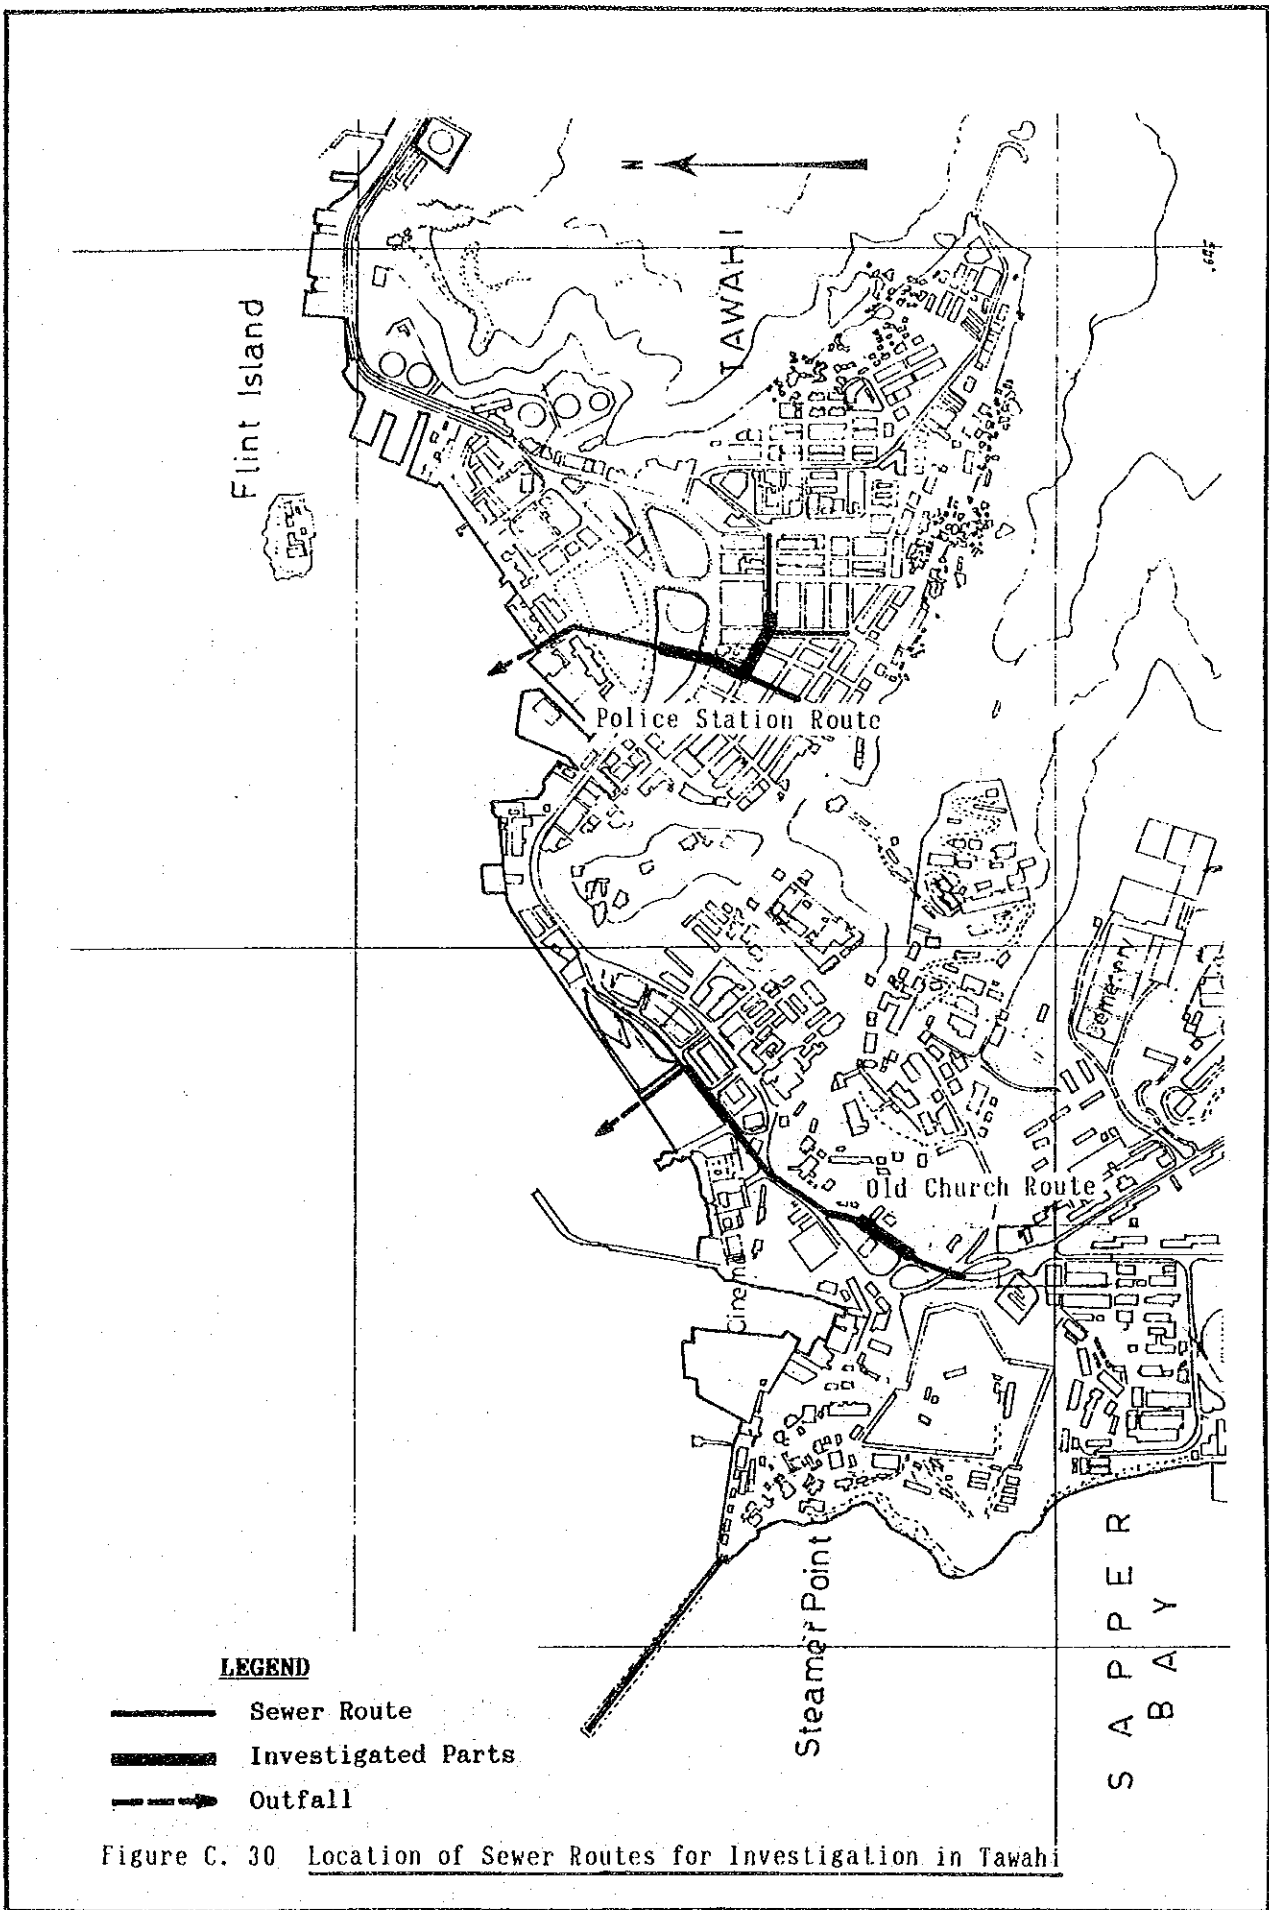 N
TAWAHI
Flint Island
Police Station Route
Cemetery
Old Church Route
Cinema
Steamer Point
SAPPER
BAY
LEGEND
Sewer Route
Investigated Parts
Outfall
Figure C. 30 Location of Sewer Routes for Investigation in Tawahi